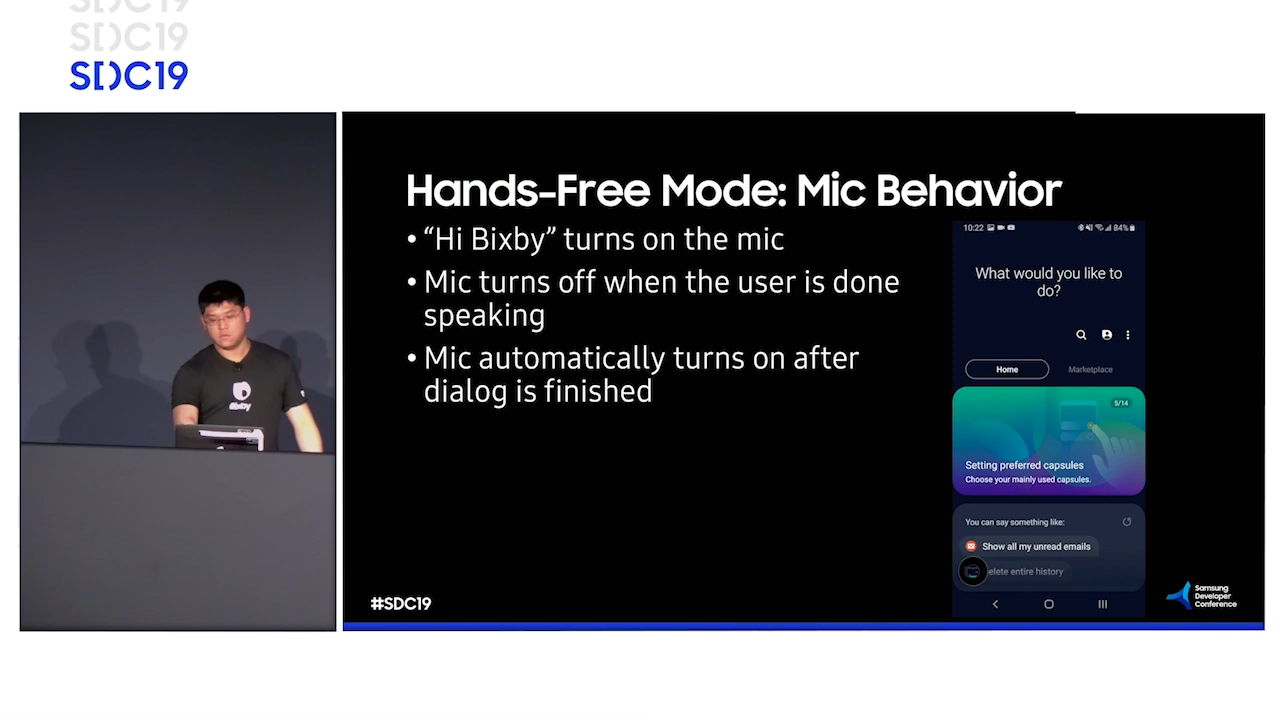 SDC19
SDC19
SDC19
Hands-Free Mode: Mic Behavior
• “Hi Bixby” turns on the mic
• Mic turns off when the user is done
speaking
• Mic automatically turns on after
dialog is finished
10:22
84%
What would you like to
do?
Home
Marketplace
5/14
Setting preferred capsules
Choose your mainly used capsules.
You can say something like:
Show all my unread emails
elete entire history
Bixby
#SDC19
Samsung
Developer
Conference